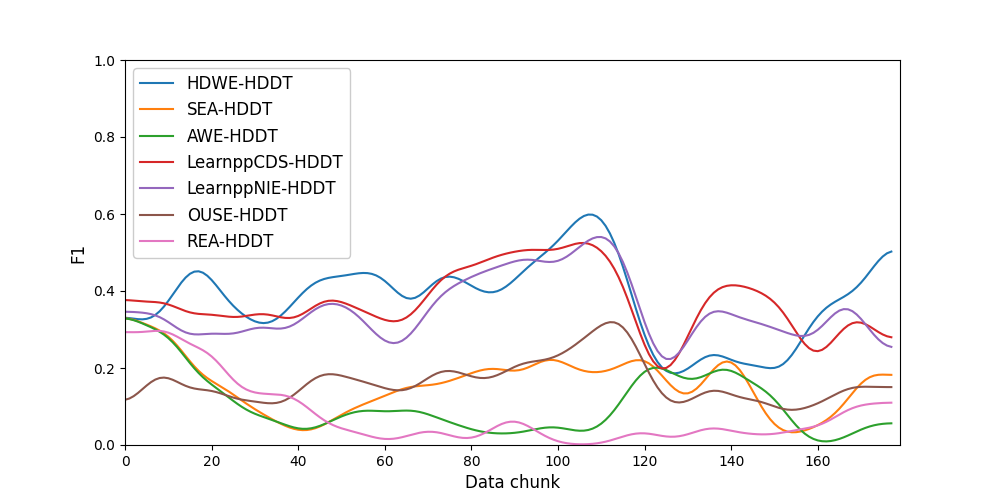 1.0
0.8
0.6
0.4
0.2
0.0
F1
HDWE-HDDT
SEA-HDDT
AWE-HDDT
LearnppCDS-HDDT
LearnppNIE-HDDT
OUSE-HDDT
REA-HDDT
0 20 40 60 80 100 120 140 160
Data chunk